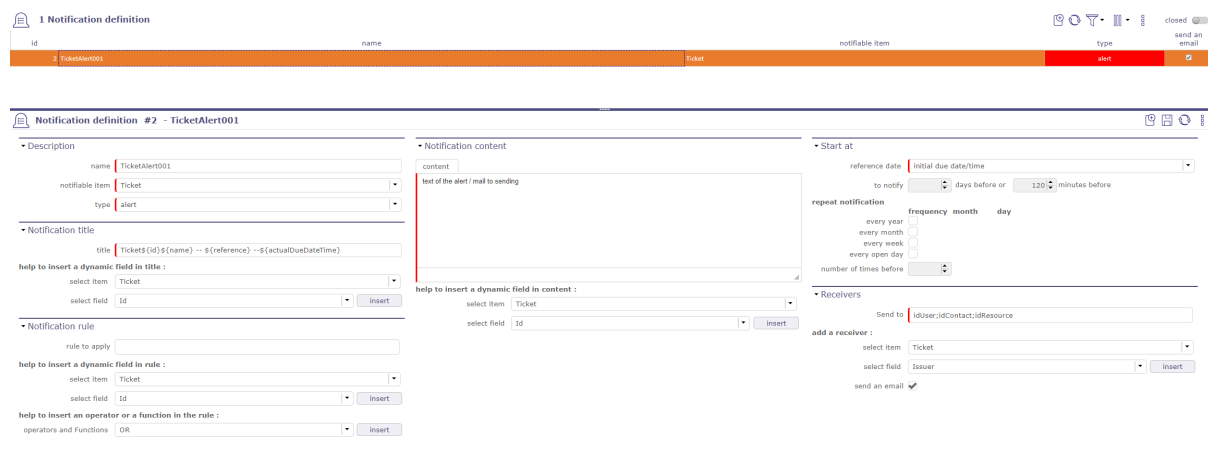 1 Notification definition
closed
id name notifiable item type send an email
2 TicketAlert001 Ticket alert
Notification definition #2 - TicketAlert001
Description
name TicketAlert001
notifiable item Ticket
type alert
Notification title
title Ticket${id}${name} -- ${reference} --${actualDueDateTime}
help to insert a dynamic field in title :
select item Ticket
select field Id insert
Notification rule
rule to apply
help to insert a dynamic field in rule :
select item Ticket
select field Id insert
help to insert an operator or a function in the rule :
operators and Functions OR insert
Notification content
content
text of the alert / mail to sending
help to insert a dynamic field in content :
select item Ticket
select field Id insert
Start at
reference date initial due date/time
to notify days before or 120 minutes before
repeat notification
frequency month day
every year
every month
every week
every open day
number of times before
Receivers
Send to idUser;idContact;idResource
add a receiver :
select item Ticket
select field Issuer insert
send an email